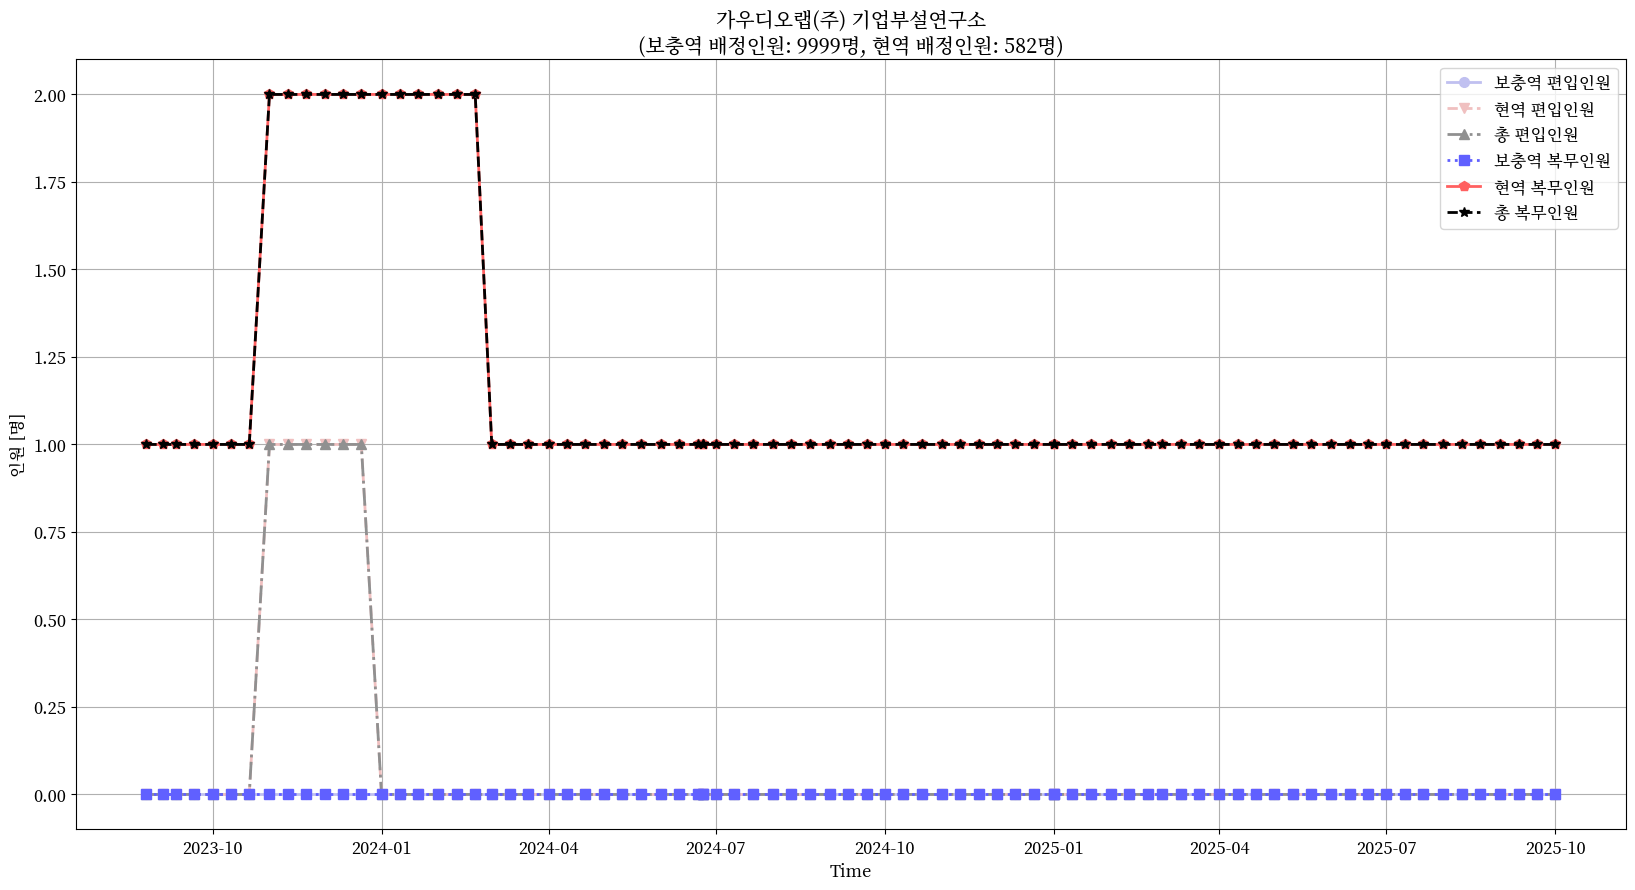 가우디오랩(주) 기업부설연구소
(보충역 배정인원: 9999명, 현역 배정인원: 582명)
보충역 편입인원
현역 편입인원
총 편입인원
보충역 복무인원
현역 복무인원
총 복무인원
인원 [명]
2.00
1.75
1.50
1.25
1.00
0.75
0.50
0.25
0.00
2023-10
2024-01
2024-04
2024-07
2024-10
2025-01
2025-04
2025-07
2025-10
Time